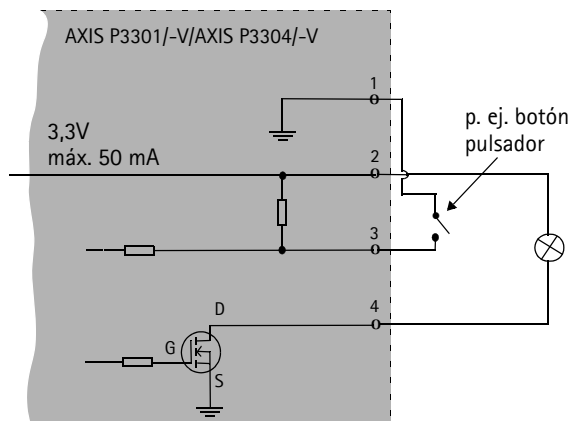 AXIS P3301/-V/AXIS P3304/-V
1
3,3V
máx. 50 mA
p. ej. botón
pulsador
2
3
4
D
G
S